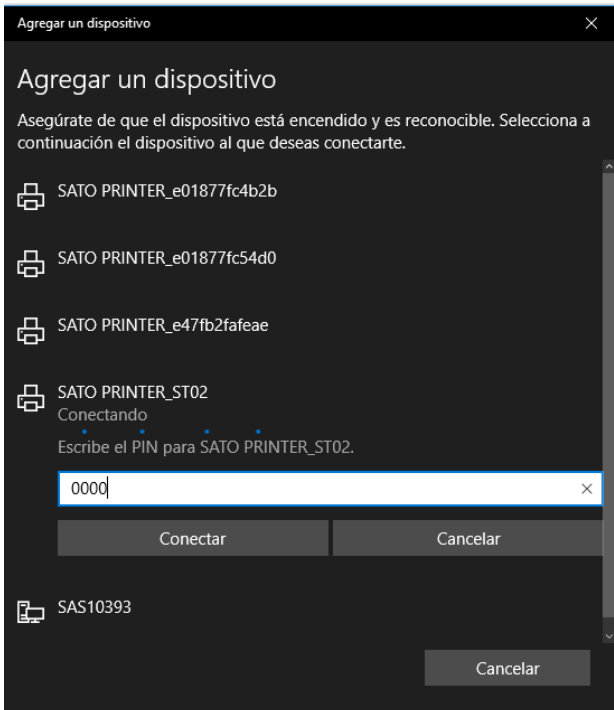 Agregar un dispositivo
Agregar un dispositivo
Asegúrate de que el dispositivo está encendido y es reconocible. Selecciona a
continuación el dispositivo al que deseas conectarte.
SATO PRINTER_e01877fc4b2b
SATO PRINTER_e01877fc54d0
SATO PRINTER_e47fb2fafeae
SATO PRINTER_ST02
Conectando
Escribe el PIN para SATO PRINTER_ST02.
0000
Conectar
Cancelar
SAS10393
Cancelar